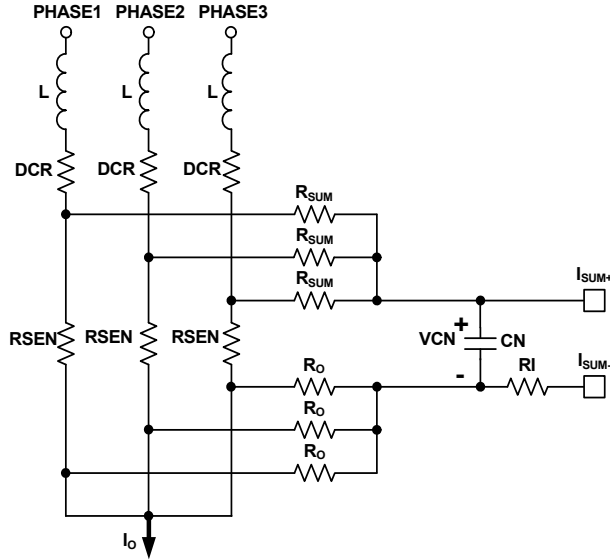 PHASE1 PHASE2 PHASE3
L L L
DCR DCR DCR
RSUM
RSUM
RSUM
ISUM+
RSEN RSEN RSEN
+
VCN CN
-
RI
ISUM-
RO
RO
RO
IO